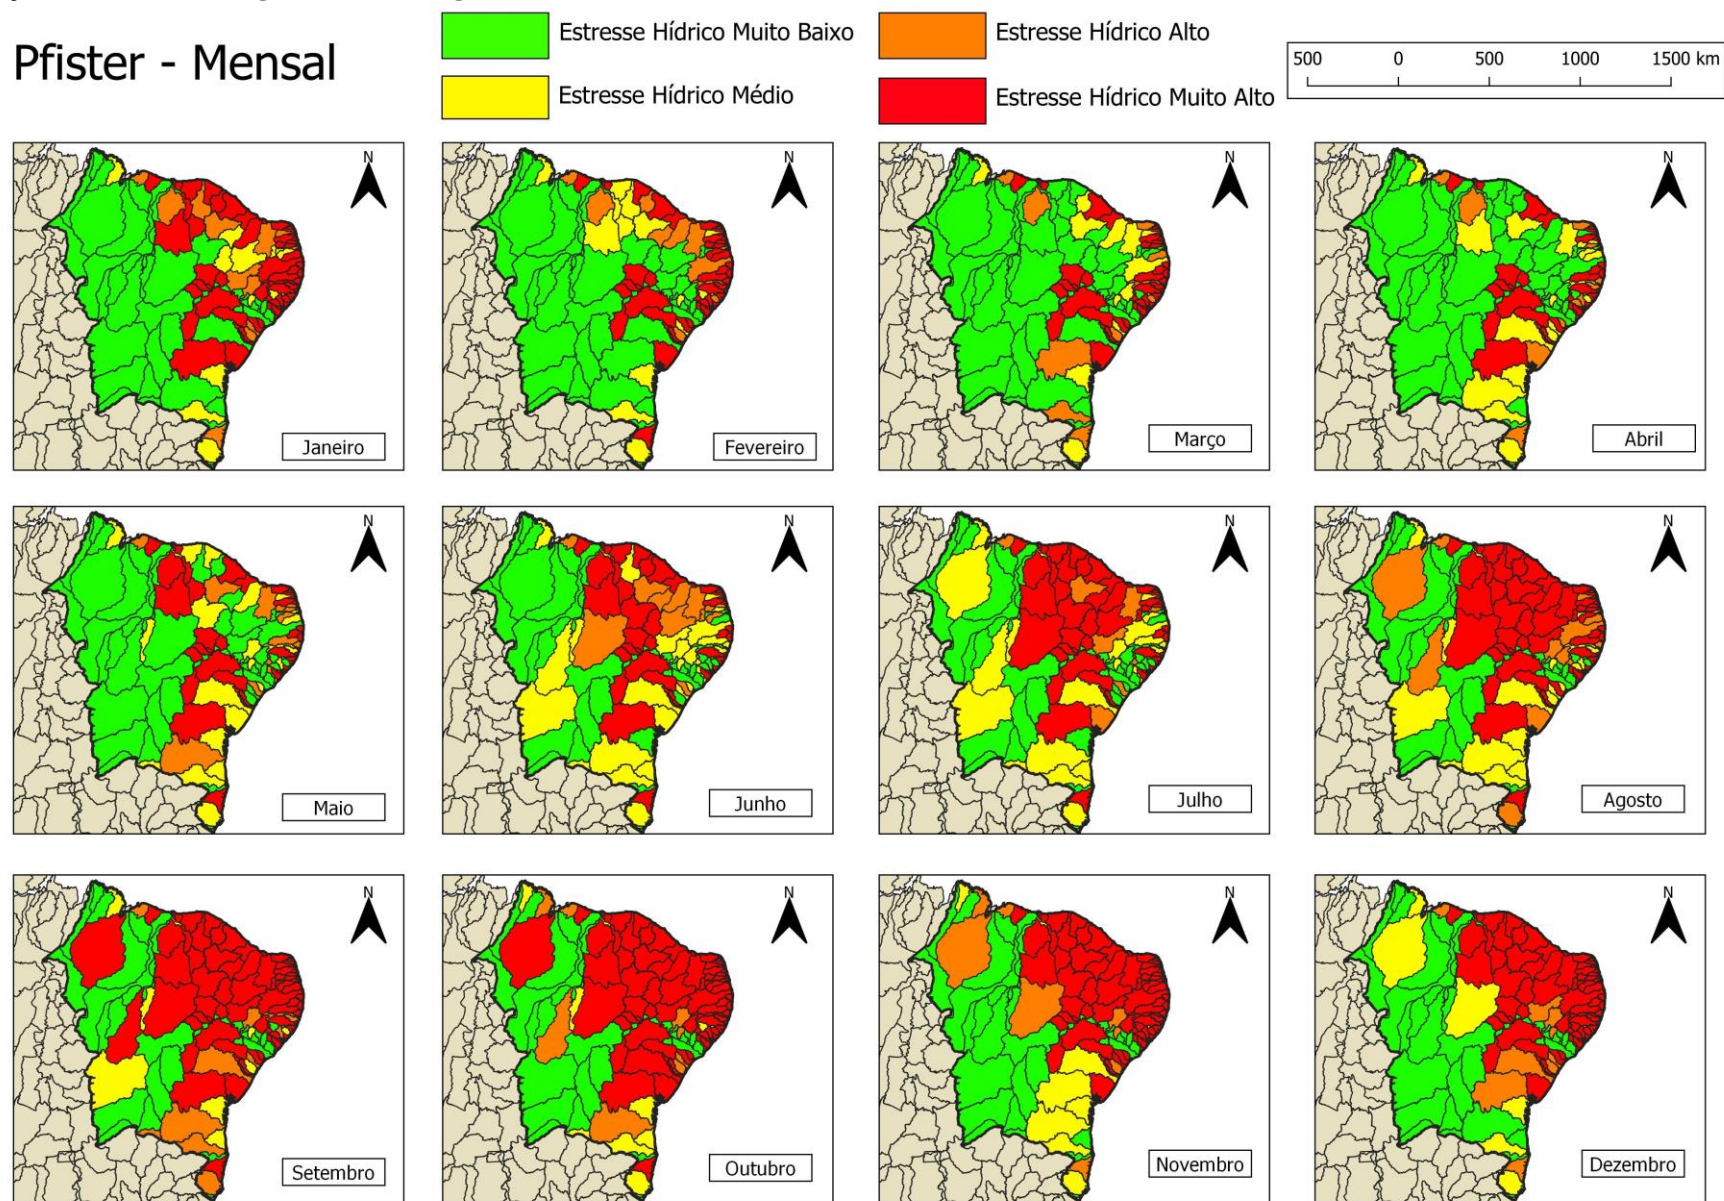 Pfister - Mensal
Estresse Hídrico Muito Baixo
Estresse Hídrico Alto
Estresse Hídrico Médio
Estresse Hídrico Muito Alto
500 0 500 1000 1500 km
N N N N
Janeiro Fevereiro Março Abril
N N N N
Maio Junho Julho Agosto
N N N N
Setembro Outubro Novembro Dezembro